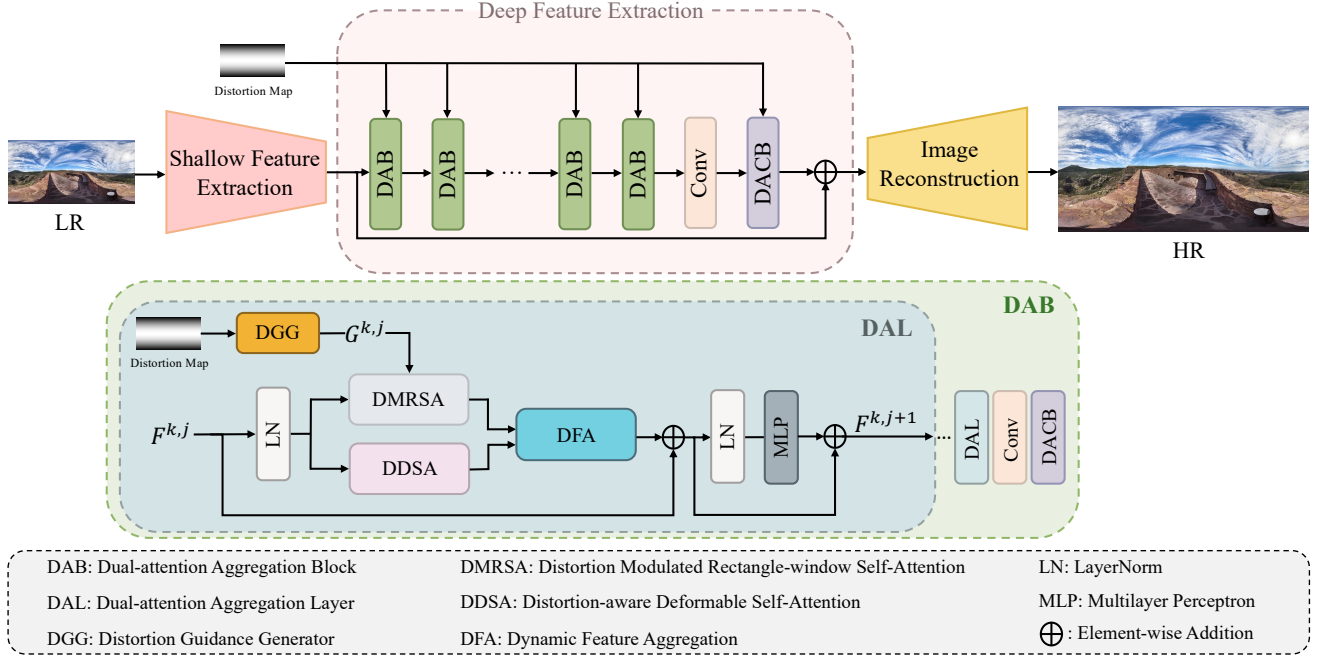 Deep Feature Extraction
Distortion Map
LR
Shallow Feature
Extraction
DAB
DAB
...
DAB
DAB
Conv
DACB
Image
Reconstruction
HR
DAB
DAL
Distortion Map
DGG
G^{k,j}
F^{k,j}
LN
DMRSA
DDSA
DFA
LN
MLP
F^{k,j+1}
...
DAL
Conv
DACB
DAB: Dual-attention Aggregation Block
DAL: Dual-attention Aggregation Layer
DGG: Distortion Guidance Generator
DMRSA: Distortion Modulated Rectangle-window Self-Attention
DDSA: Distortion-aware Deformable Self-Attention
DFA: Dynamic Feature Aggregation
LN: LayerNorm
MLP: Multilayer Perceptron
⊕: Element-wise Addition